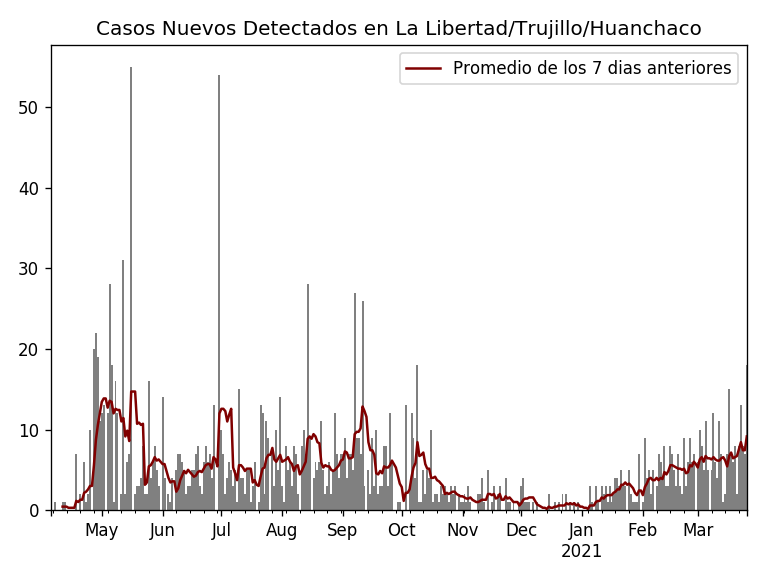 Casos Nuevos Detectados en La Libertad/Trujillo/Huanchaco
Promedio de los 7 dias anteriores
50
40
30
20
10
0
May Jun Jul Aug Sep Oct Nov Dec Jan Feb Mar
2021